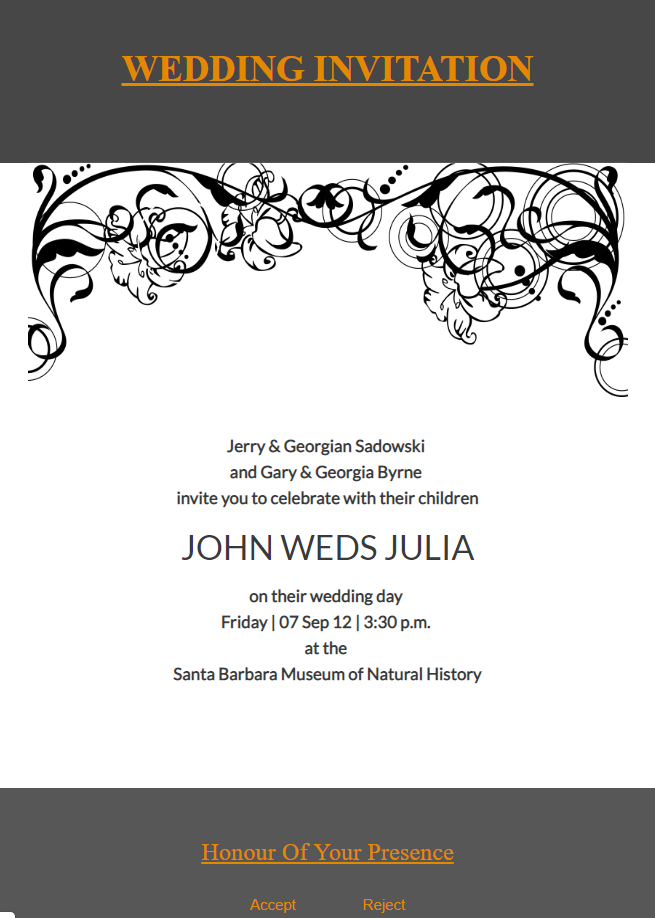 WEDDING INVITATION
Jerry & Georgian Sadowski
and Gary & Georgia Byrne
invite you to celebrate with their children
JOHN WEDS JULIA
on their wedding day
Friday | 07 Sep 12 | 3:30 p.m.
at the
Santa Barbara Museum of Natural History
Honour Of Your Presence
Accept Reject